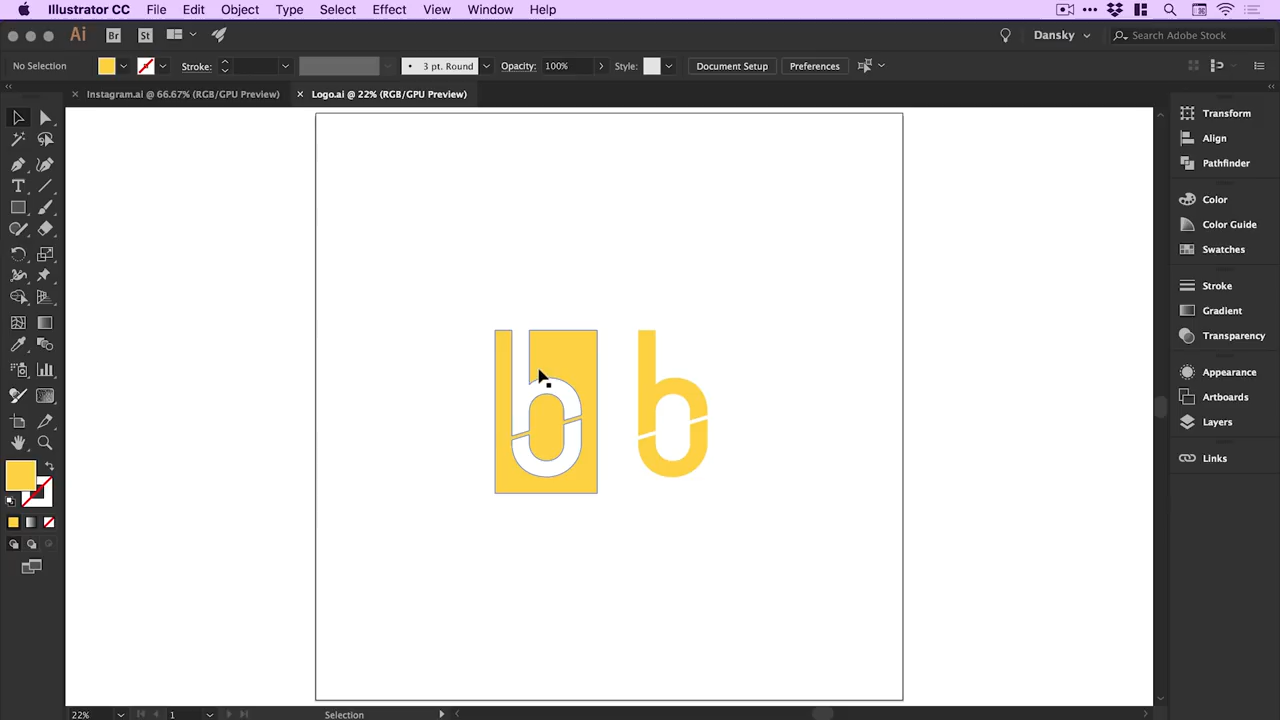 Illustrator CC File Edit Object Type Select Effect View Window Help
Ai Br St Dansky Search Adobe Stock
No Selection Stroke: 3 pt. Round Opacity: 100% Style: Document Setup Preferences
× Instagram.ai @ 66.67% (RGB/GPU Preview) × Logo.ai @ 22% (RGB/GPU Preview)
Transform
Align
Pathfinder
Color
Color Guide
Swatches
Stroke
Gradient
Transparency
Appearance
Artboards
Layers
Links
b b
22% 1 Selection